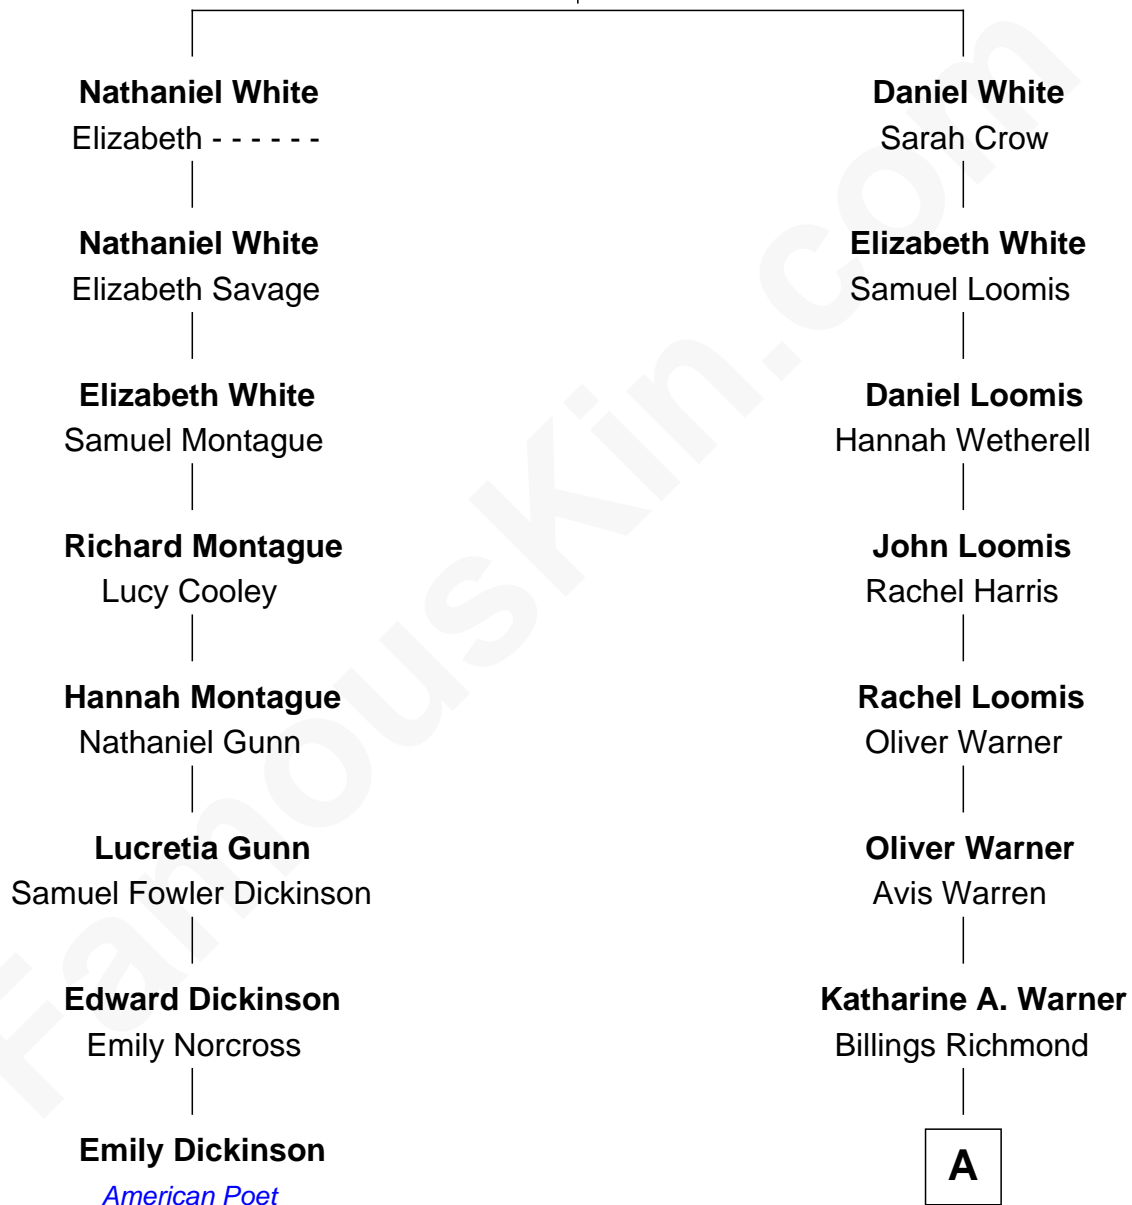 Nathaniel White
Elizabeth - - - - - -
Nathaniel White
Elizabeth Savage
Elizabeth White
Samuel Montague
Richard Montague
Lucy Cooley
Hannah Montague
Nathaniel Gunn
Lucretia Gunn
Samuel Fowler Dickinson
Edward Dickinson
Emily Norcross
Emily Dickinson
American Poet
Daniel White
Sarah Crow
Elizabeth White
Samuel Loomis
Daniel Loomis
Hannah Wetherell
John Loomis
Rachel Harris
Rachel Loomis
Oliver Warner
Oliver Warner
Avis Warren
Katharine A. Warner
Billings Richmond
A
FamousKin.com